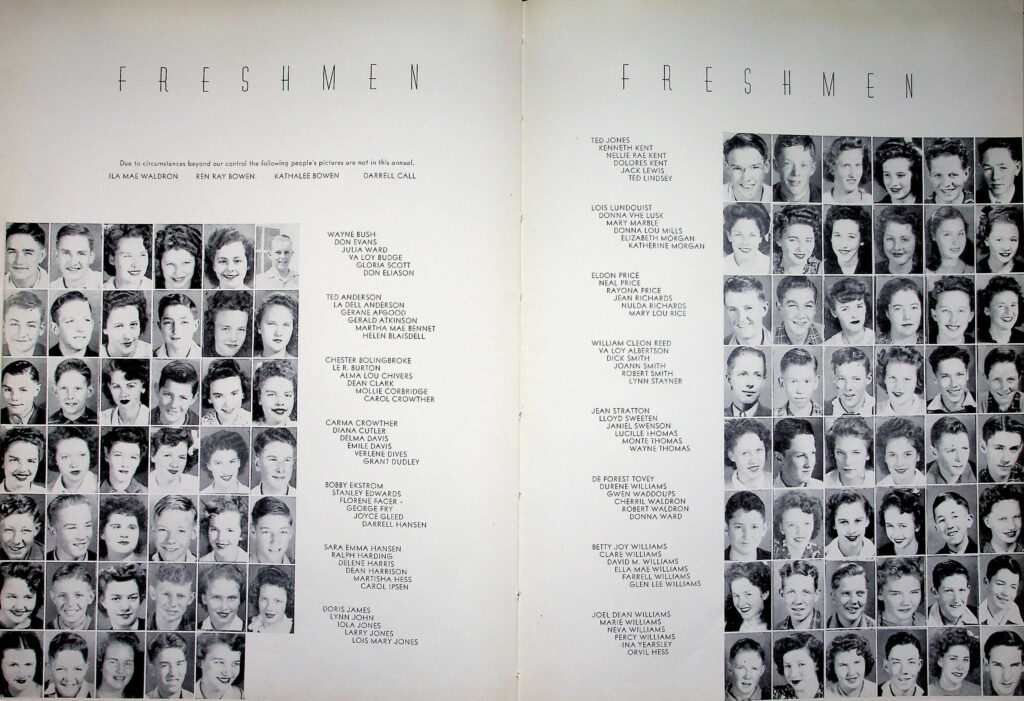 FRESHMEN
Due to circumstances beyond our control the following people's pictures are not in this annual.
ILA MAE WALDRON REN RAY BOWEN KATHALEE BOWEN DARRELL CALL
WAYNE BUSH
DON EVANS
JULIA WARD
VA LOY BUDGE
GLORIA SCOTT
DON ELIASON
TED ANDERSON
LA DELL ANDERSON
GERANE APGOOD
GERALD ATKINSON
MARTHA MAE BENNET
HELEN BLAISDELL
CHESTER BOLINGBROKE
LE R. BURTON
ALMA LOU CHIVERS
DEAN CLARK
MOLLIE CORBRIDGE
CAROL CROWTHER
CARMA CROWTHER
DIANA CUTLER
DELMA DAVIS
EMILE DAVIS
VERLENE DIVES
GRANT DUDLEY
BOBBY EKSTROM
STANLEY EDWARDS
FLORENE FACER
GEORGE FRY
JOYCE GLEED
DARRELL HANSEN
SARA EMMA HANSEN
RALPH HARDING
DELENE HARRIS
DEAN HARRISON
MARTISHA HESS
CAROL IPSEN
DORIS JAMES
LYNN JOHN
IOLA JONES
LARRY JONES
LOIS MARY JONES
FRESHMEN
TED JONES
KENNETH KENT
NELLIE RAE KENT
DOLORES KENT
JACK LEWIS
TED LINDSEY
LOIS LUNDQUIST
DONNA VHE LUSK
MARY MARBLE
DONNA LOU MILLS
ELIZABETH MORGAN
KATHERINE MORGAN
ELDON PRICE
NEAL PRICE
RAYONA PRICE
JEAN RICHARDS
NULDA RICHARDS
MARY LOU RICE
WILLIAM CLEON REED
VA LOY ALBERTSON
DICK SMITH
JOANN SMITH
ROBERT SMITH
LYNN STAYNER
JEAN STRATTON
LLOYD SWEETEN
JANIEL SWENSON
LUCILLE THOMAS
MONTE THOMAS
WAYNE THOMAS
DE FOREST TOVEY
DURENE WILLIAMS
GWEN WADDOUPS
CHERRIL WALDRON
ROBERT WALDRON
DONNA WARD
BETTY JOY WILLIAMS
CLARE WILLIAMS
DAVID M. WILLIAMS
ELLA MAE WILLIAMS
FARRELL WILLIAMS
GLEN LEE WILLIAMS
JOEL DEAN WILLIAMS
MARIE WILLIAMS
NEVA WILLIAMS
PERCY WILLIAMS
INA YEARSLEY
ORVIL HESS